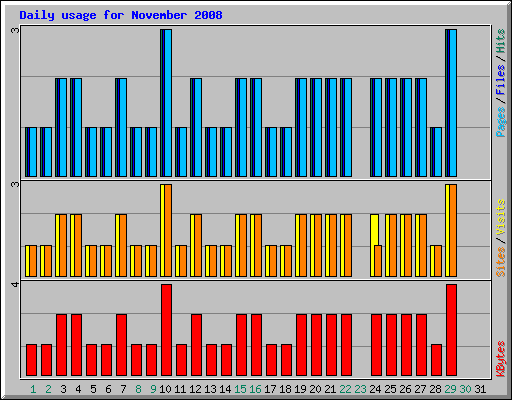 Daily usage for November 2008
3
3
4
Pages/Files/Hits
Sites/Visits
KBytes
1 2 3 4 5 6 7 8 9 10 11 12 13 14 15 16 17 18 19 20 21 22 23 24 25 26 27 28 29 30 31